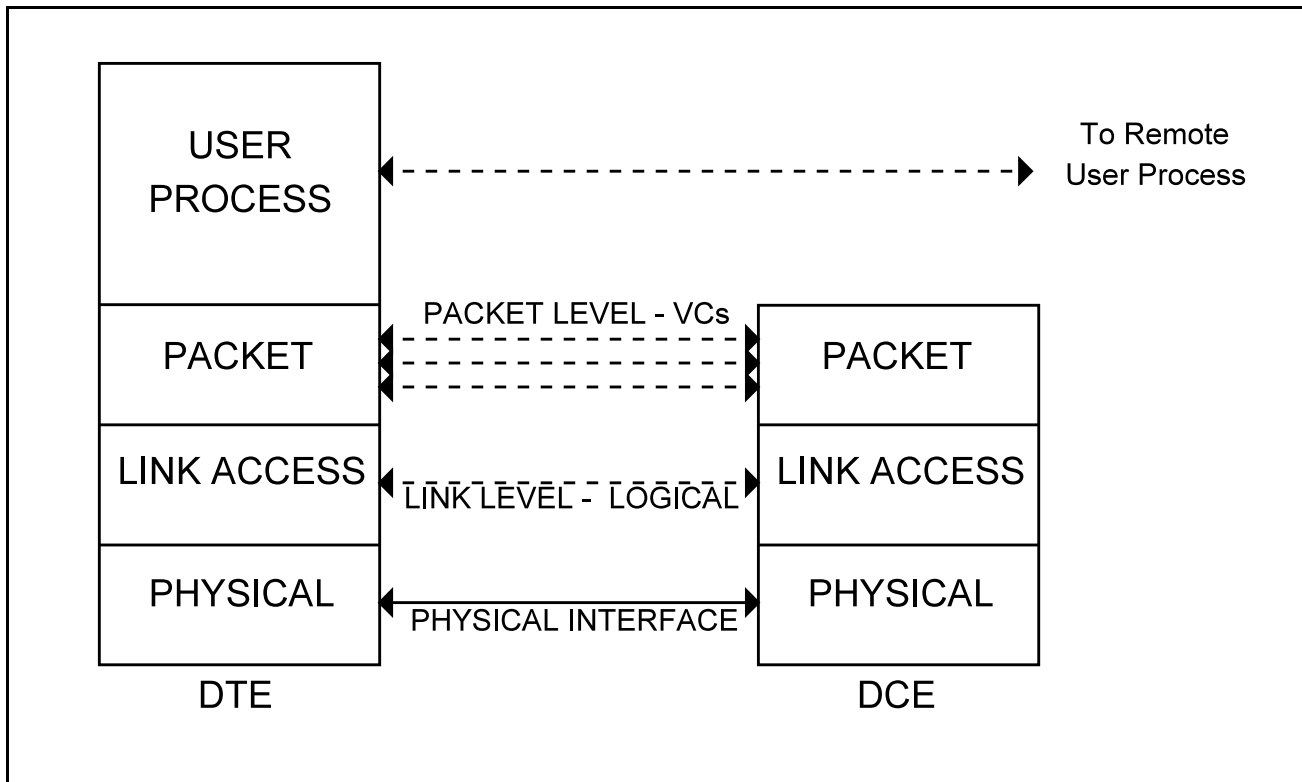 USER
PROCESS
To Remote
User Process
PACKET LEVEL - VCs
PACKET
PACKET
LINK ACCESS
LINK LEVEL - LOGICAL
LINK ACCESS
PHYSICAL
PHYSICAL INTERFACE
PHYSICAL
DTE
DCE